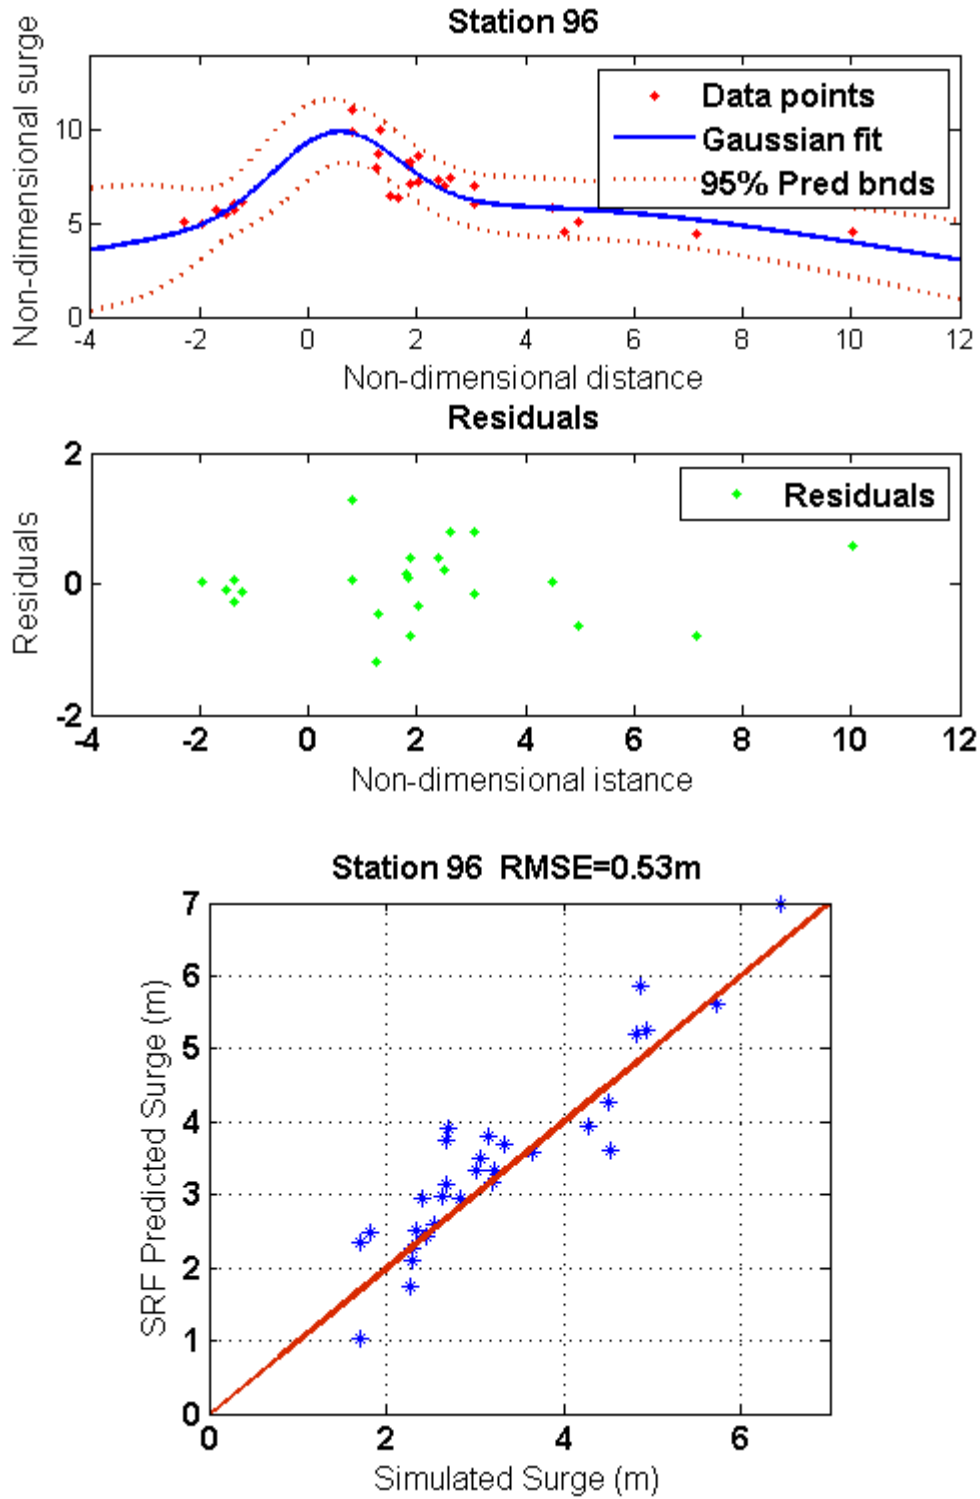 Station 96
Non-dimensional surge
10
5
0
Data points
Gaussian fit
95% Pred bnds
-4 -2 0 2 4 6 8 10 12
Non-dimensional distance
Residuals
Residuals
2
0
-2
Residuals
-4 -2 0 2 4 6 8 10 12
Non-dimensional istance
Station 96 RMSE=0.53m
SRF Predicted Surge (m)
7
6
5
4
3
2
1
0
0 2 4 6
Simulated Surge (m)